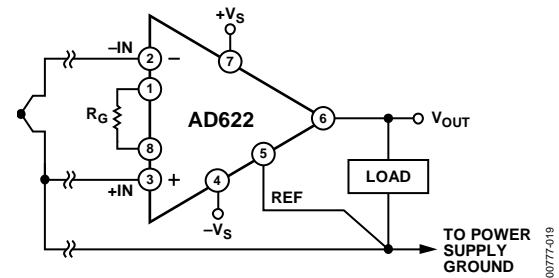 +VS
–IN
2
–
7
1
RG
AD622
6
VOUT
8
5
LOAD
3
+
+IN
4
REF
–VS
TO POWER
SUPPLY
GROUND
00777-019